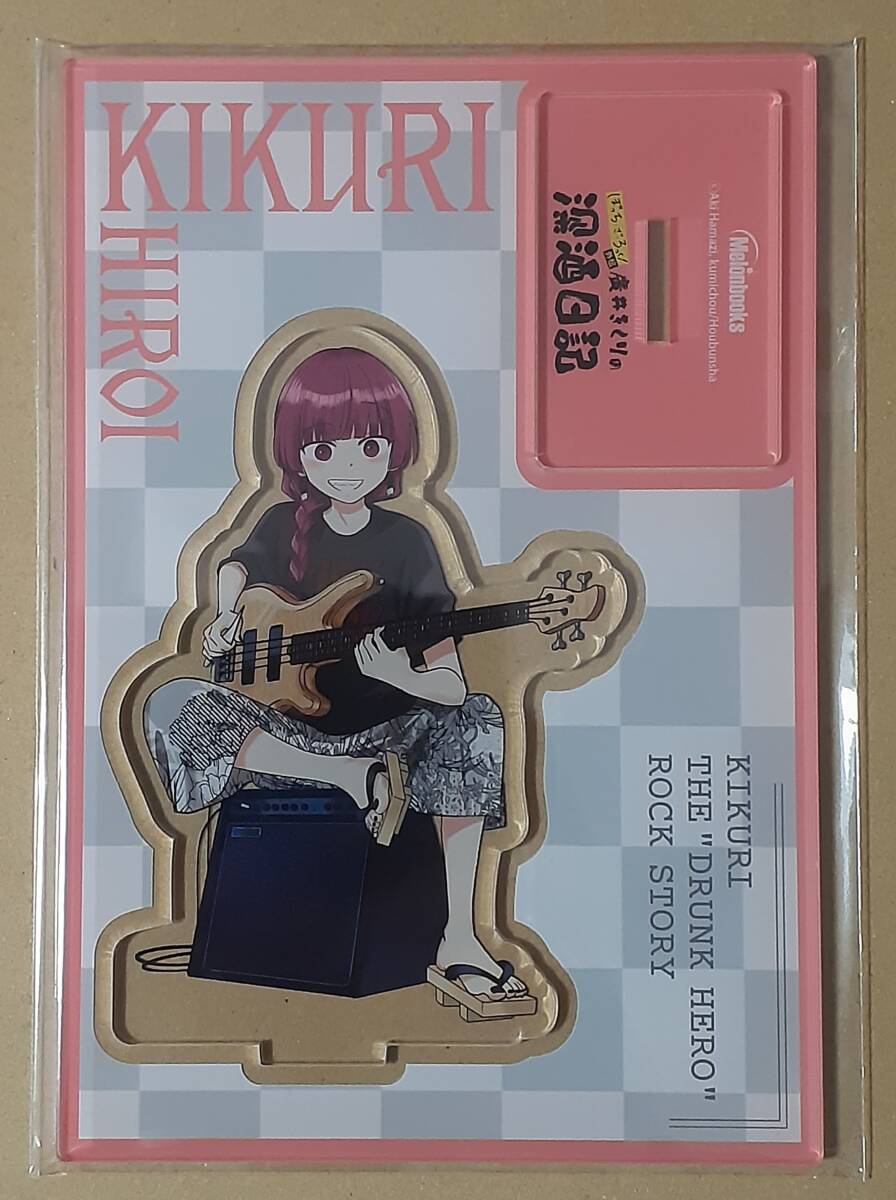 KIKURI
HIROI
ぼっち・ざ・ろっく!
外伝
廣井きくりの
深酒日記
Melonbooks
©Aki Hamazi, kumichou/Houbunsha
KIKURI
THE "DRUNK HERO"
ROCK STORY